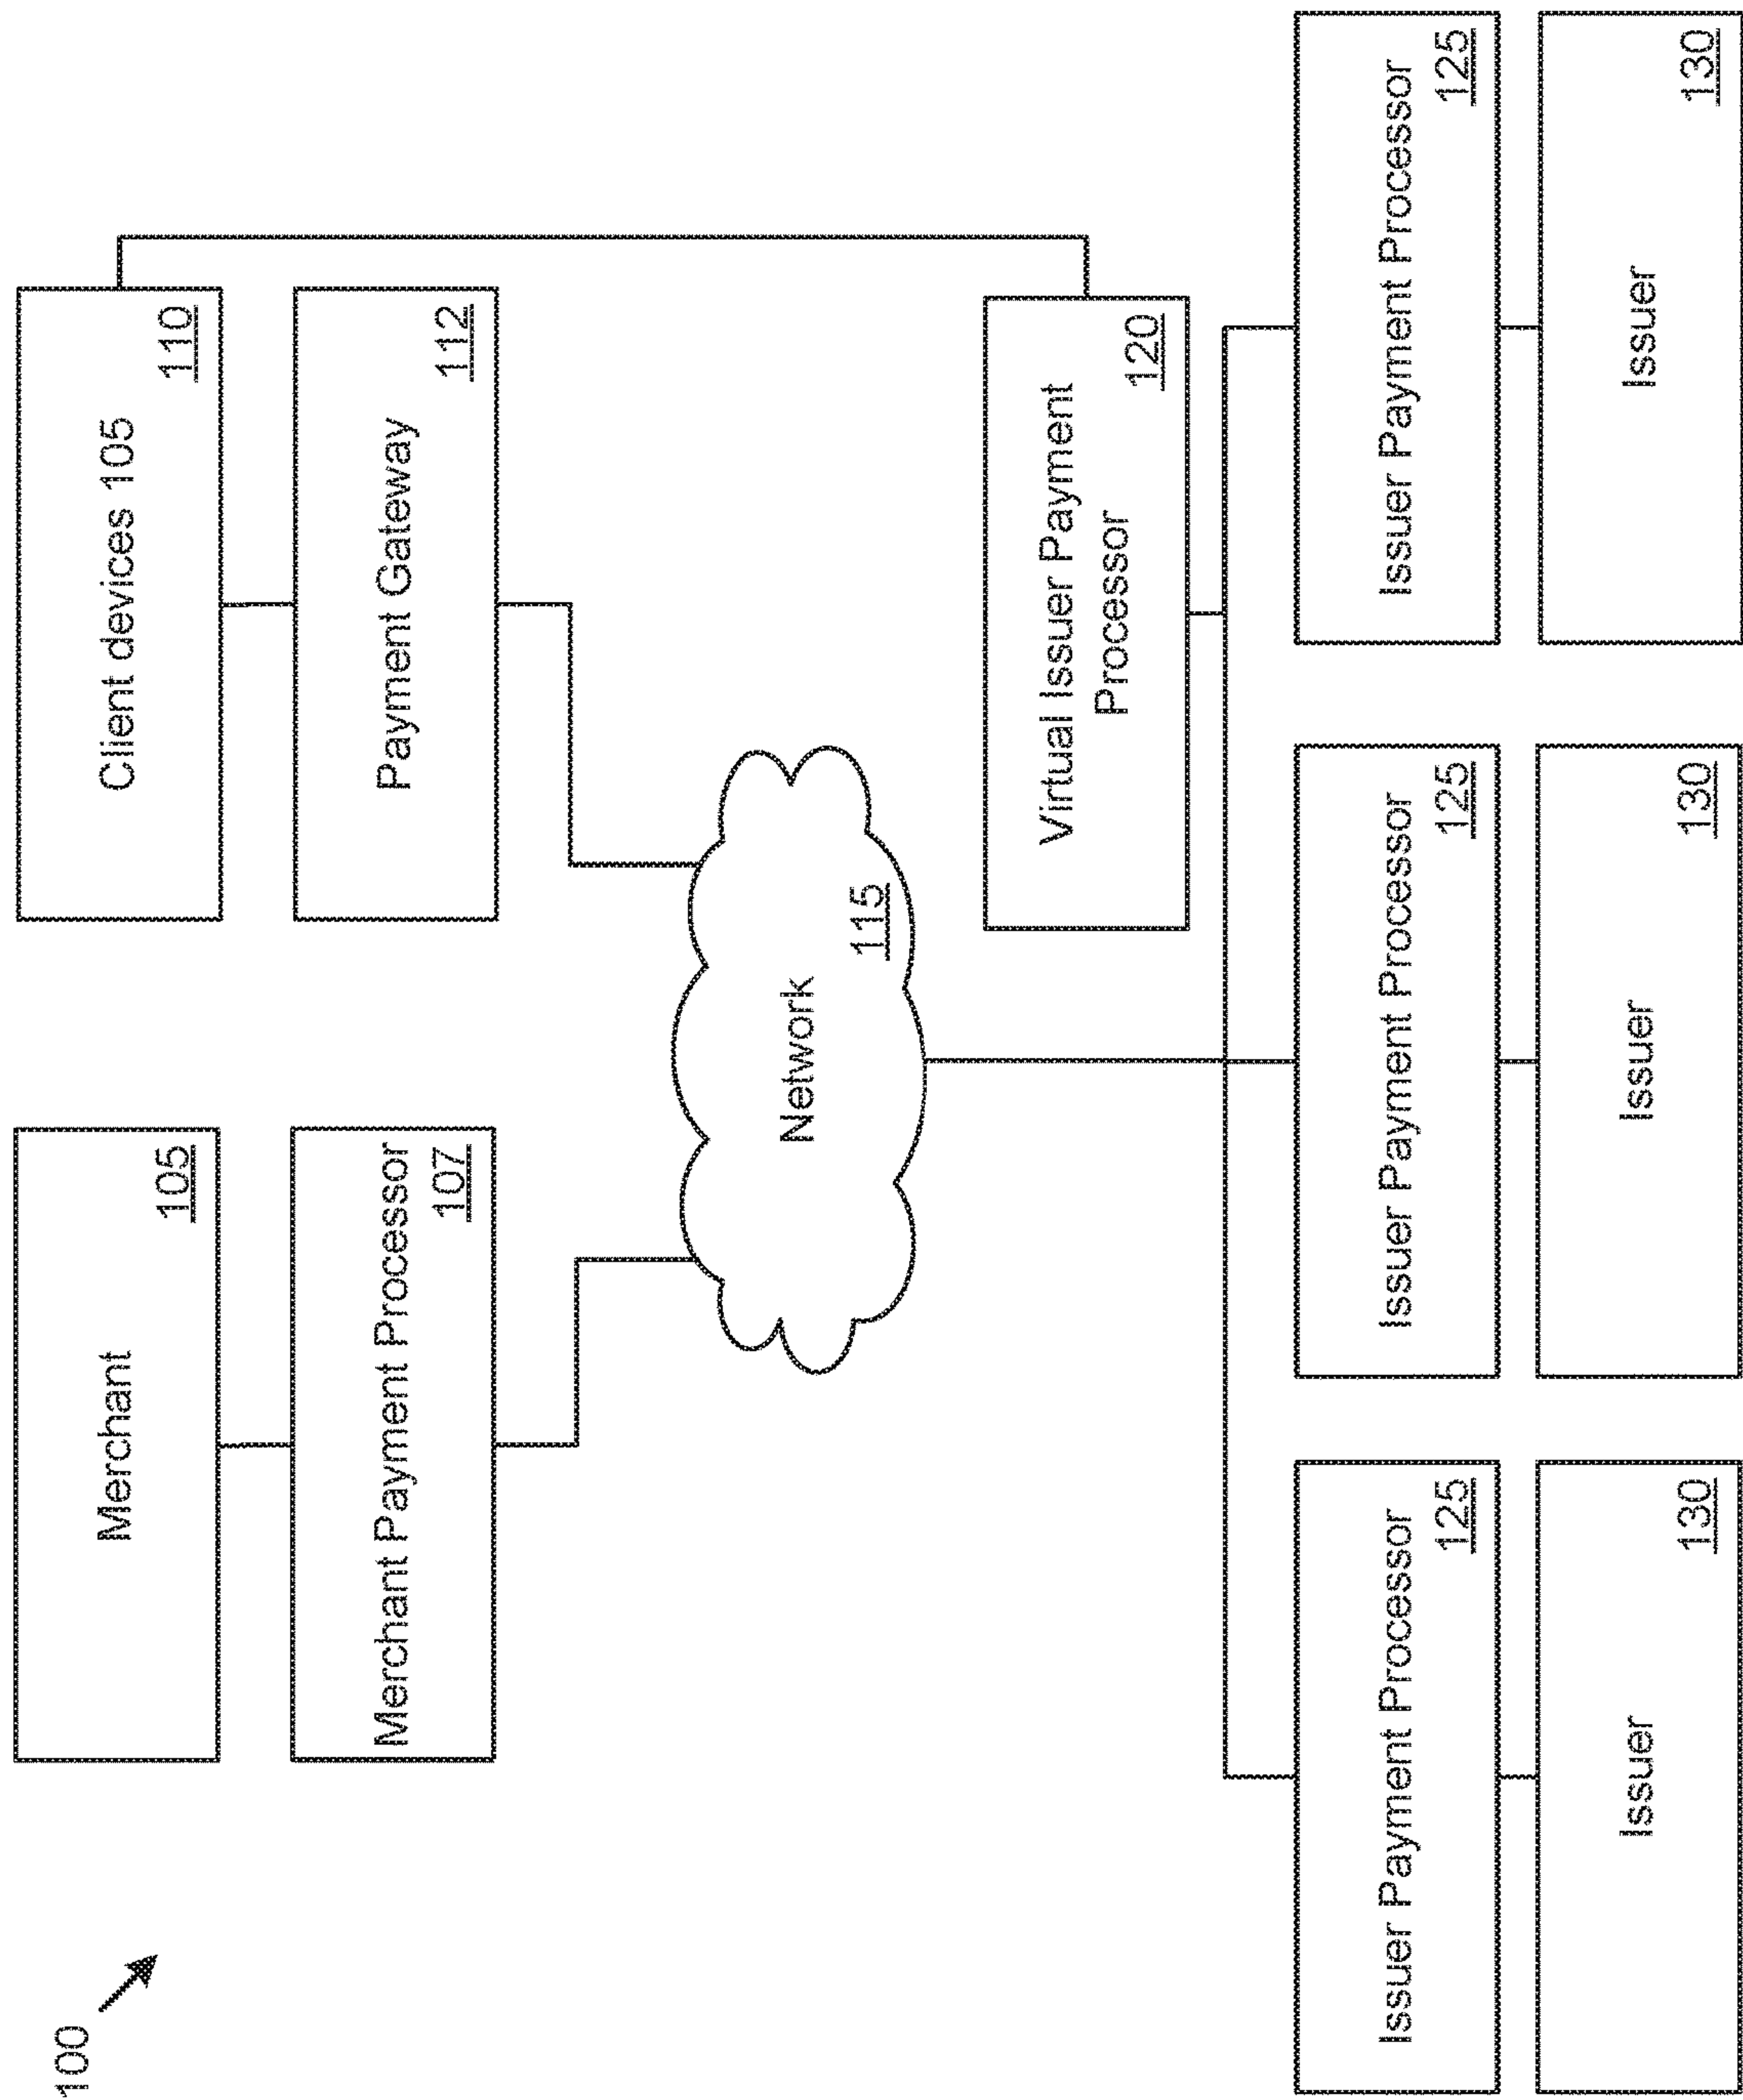 100
Merchant
105
Merchant Payment Processor
107
Client devices 105
110
Payment Gateway
112
Network
115
Virtual Issuer Payment
Processor
120
Issuer Payment Processor
125
Issuer
130
Issuer Payment Processor
125
Issuer
130
Issuer Payment Processor
125
Issuer
130